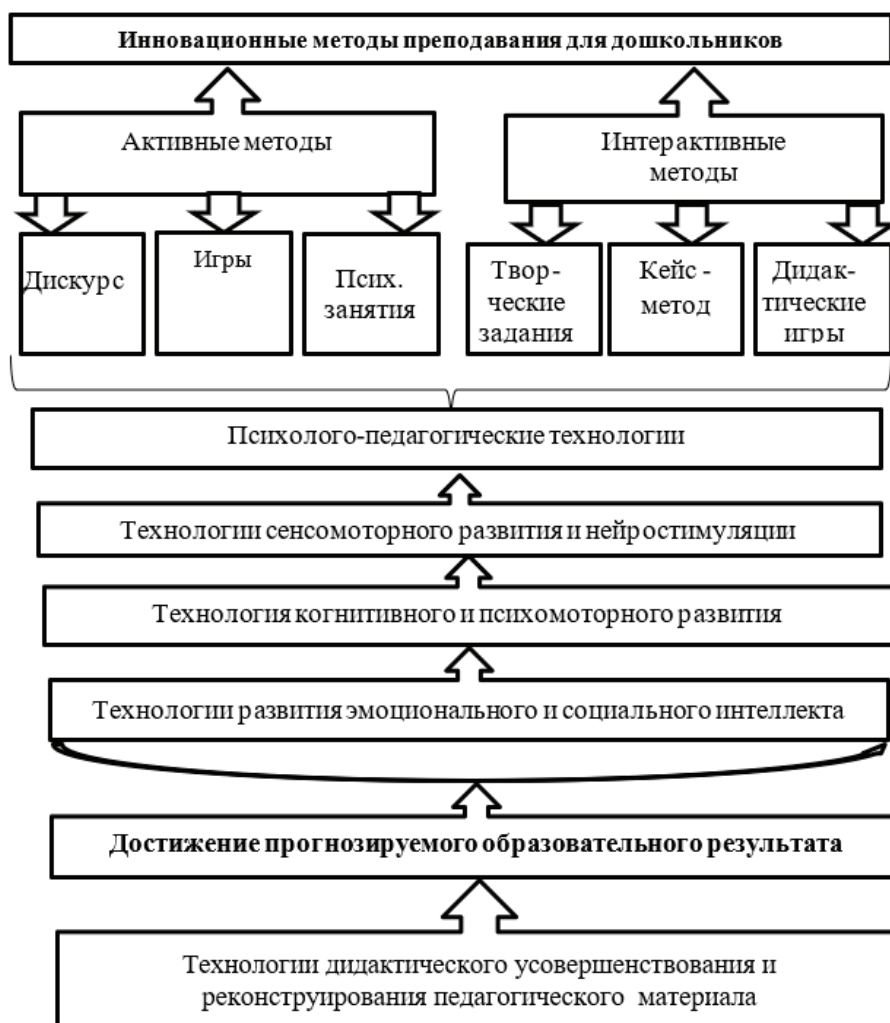 Инновационные методы преподавания для дошкольников
Активные методы
Интерактивные
методы
Дискурс
Игры
Псих.
занятия
Твор-
ческие
задания
Кейс -
метод
Дидак-
тические
игры
Психолого-педагогические технологии
Технологии сенсомоторного развития и нейростимуляции
Технология когнитивного и психомоторного развития
Технологии развития эмоционального и социального интеллекта
Достижение прогнозируемого образовательного результата
Технологии дидактического усовершенствования и
реконструирования педагогического материала